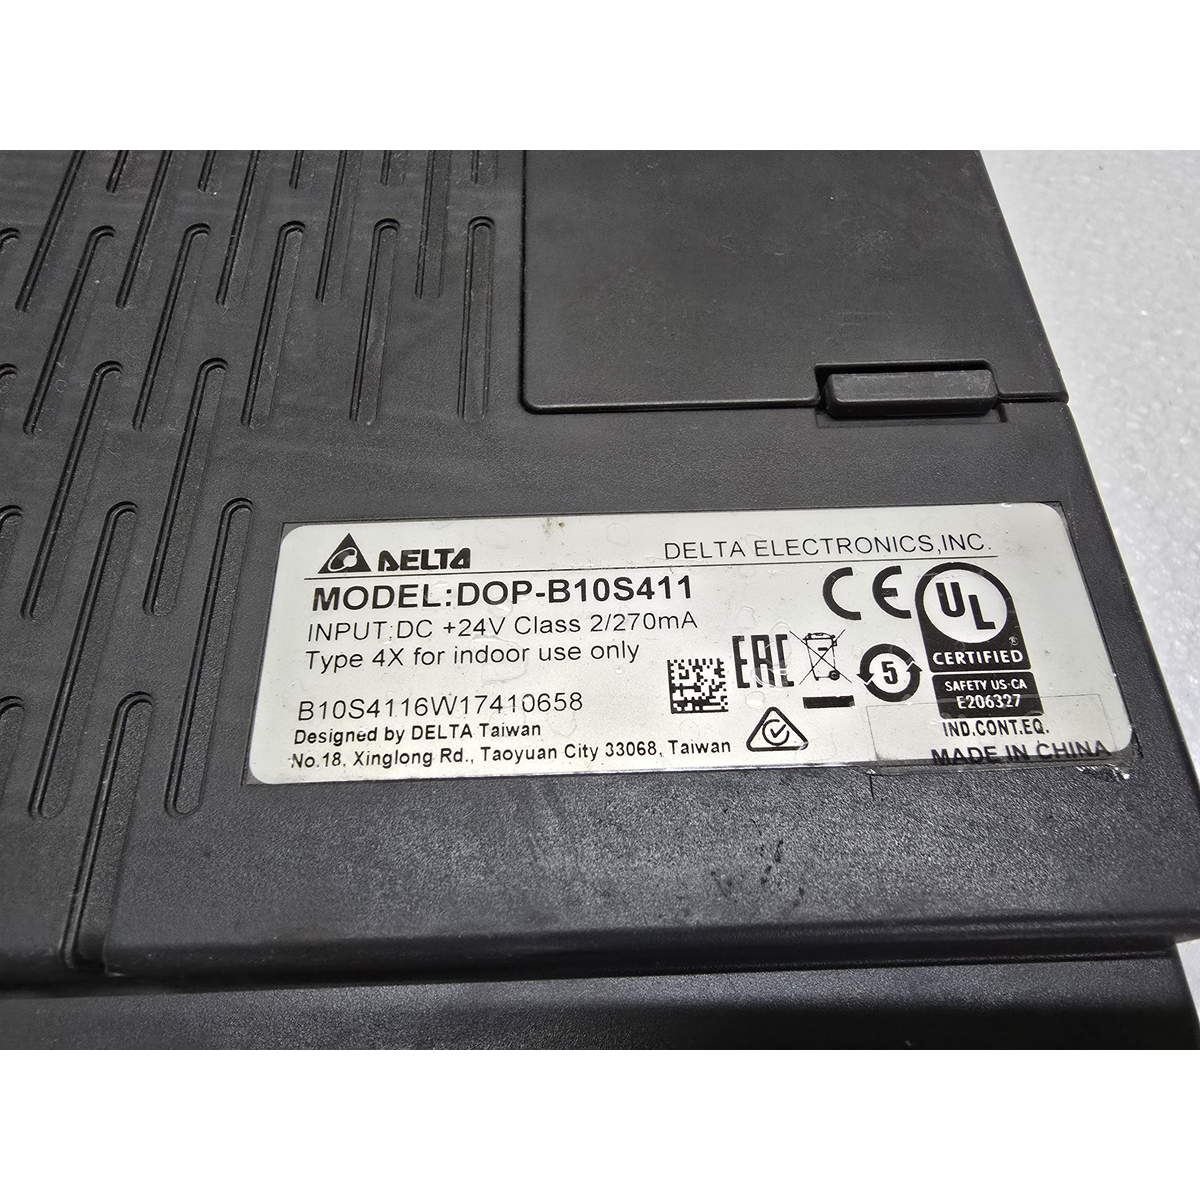 DELTA
DELTA ELECTRONICS,INC.
MODEL:DOP-B10S411
INPUT:DC +24V Class 2/270mA
Type 4X for indoor use only
B10S4116W17410658
Designed by DELTA Taiwan
No.18, Xinglong Rd., Taoyuan City 33068, Taiwan
CE
EAC
5
UL
®
CERTIFIED
SAFETY US-CA
E206327
IND.CONT.EQ.
MADE IN CHINA